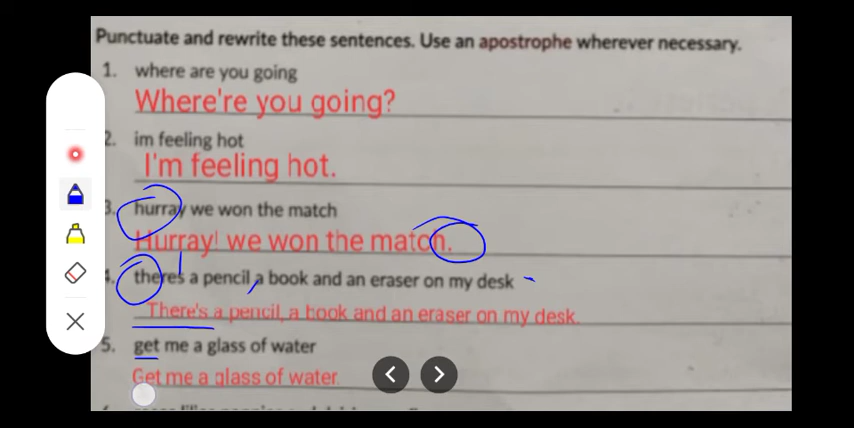 Punctuate and rewrite these sentences. Use an apostrophe wherever necessary.
1. where are you going
Where're you going?
2. im feeling hot
I'm feeling hot.
3. hurray we won the match
Hurray! we won the match.
4. theres a pencil, a book and an eraser on my desk
There's a pencil, a book and an eraser on my desk.
5. get me a glass of water
Get me a glass of water.